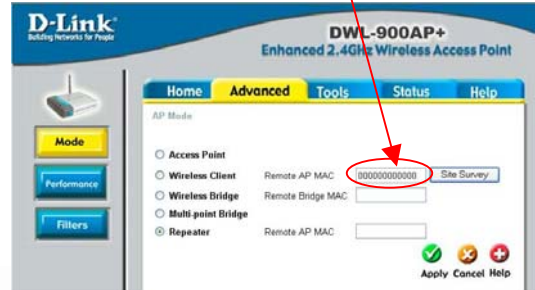 D-Link
Building Networks for People
DWL-900AP+
Enhanced 2.4GHz Wireless Access Point
Home Advanced Tools Status Help
AP Mode
Mode
Performance
Filters
Access Point
Wireless Client Remote AP MAC 000000000000 Site Survey
Wireless Bridge Remote Bridge MAC
Multi-point Bridge
Repeater Remote AP MAC
Apply Cancel Help